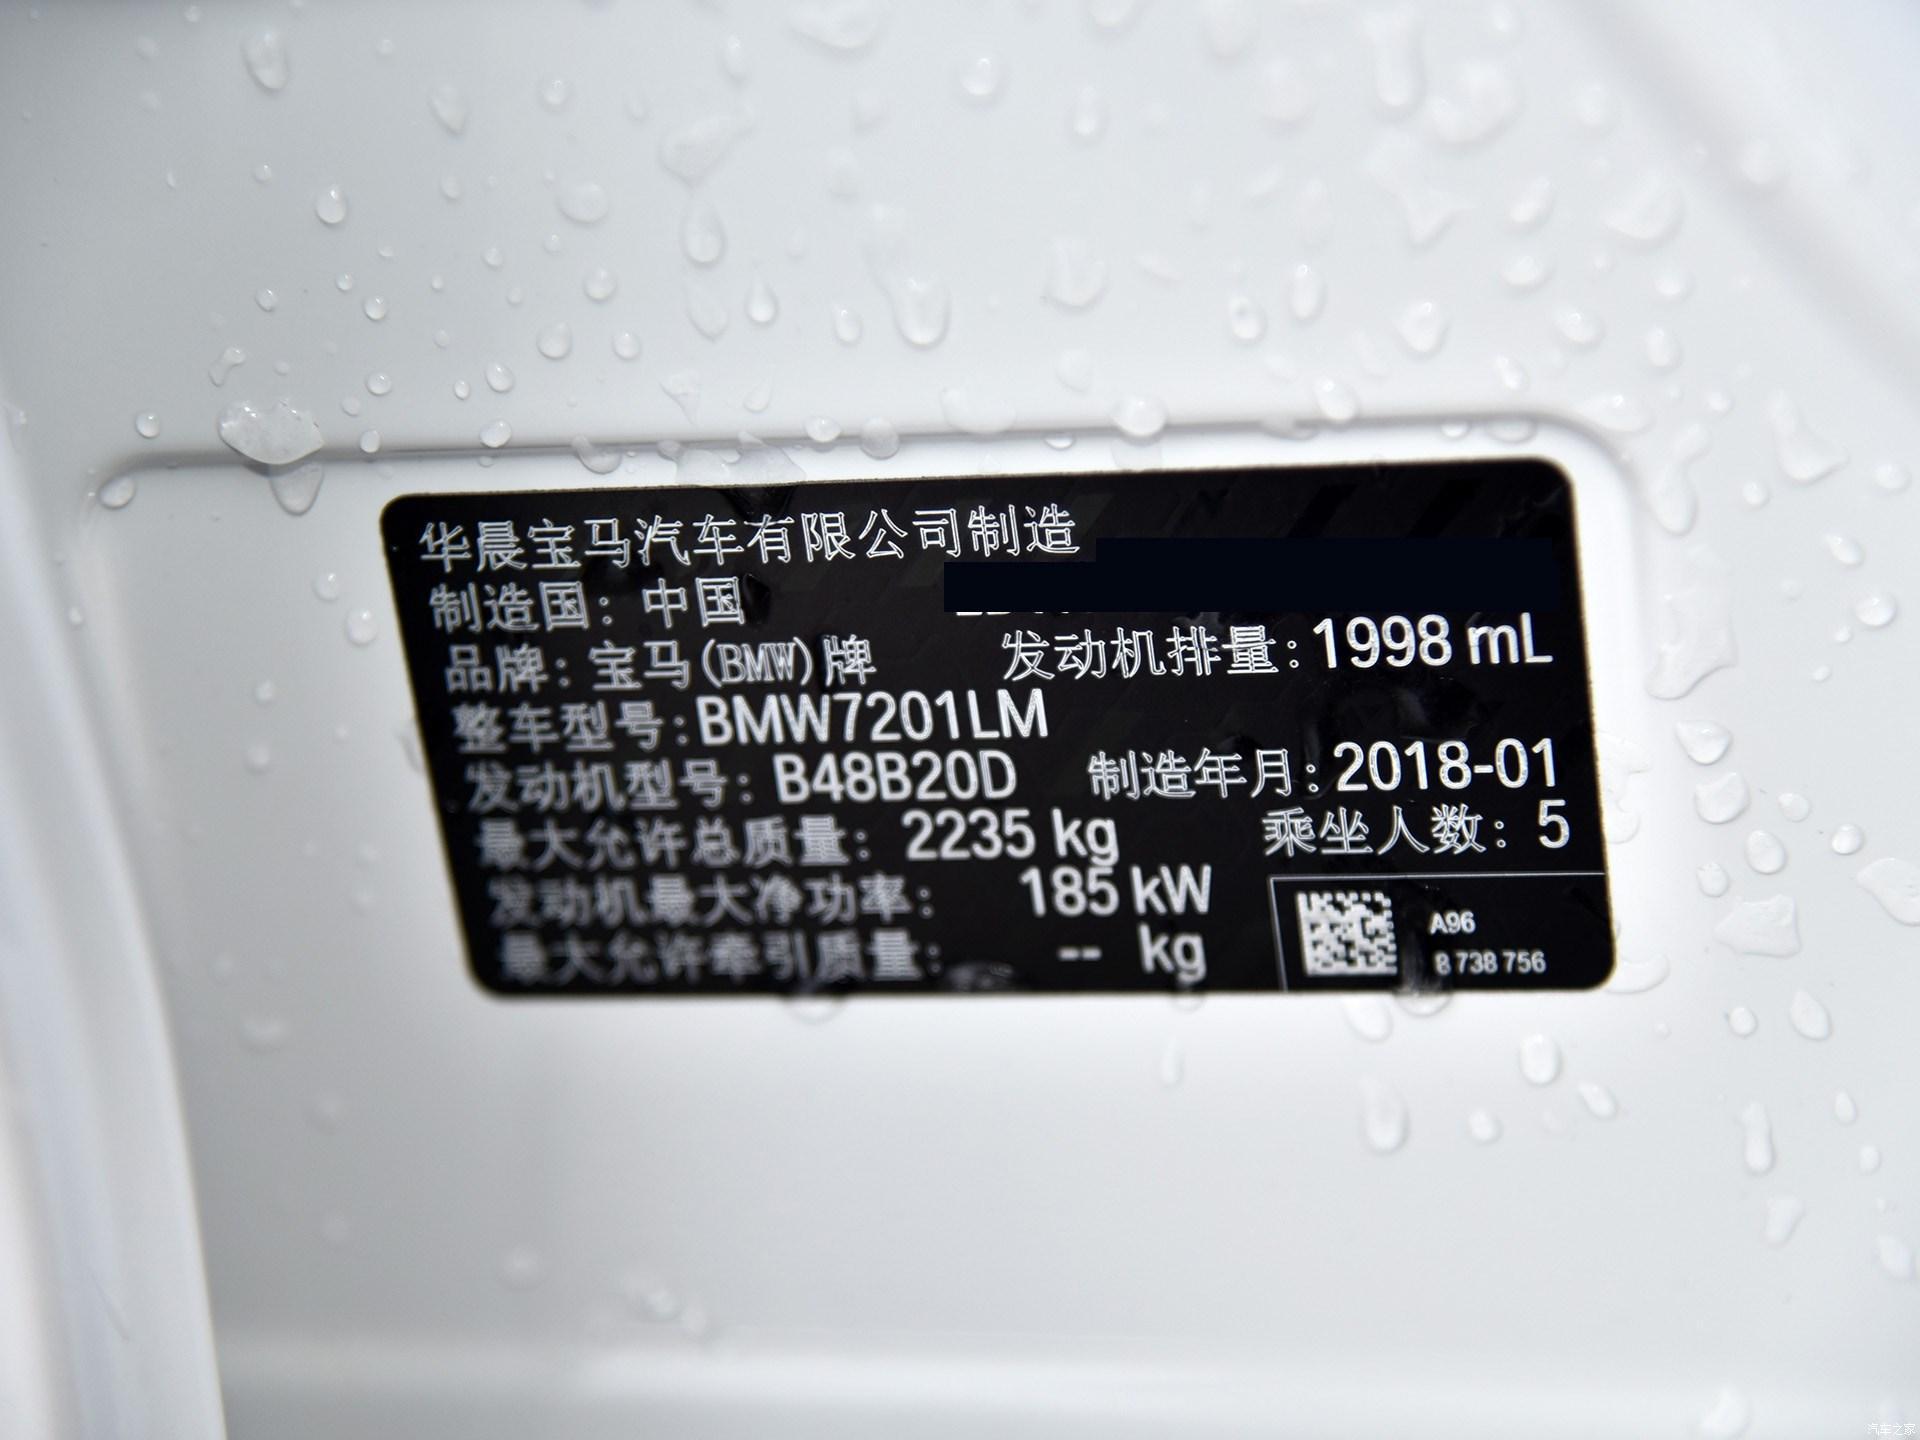 华晨宝马汽车有限公司制造
制造国：中国
品牌：宝马(BMW)牌 发动机排量：1998 mL
整车型号：BMW7201LM
发动机型号：B48B20D 制造年月：2018-01
最大允许总质量：2235 kg 乘坐人数：5
发动机最大净功率：185 kW
最大允许牵引质量：-- kg
A96
8 738 756
汽车之家